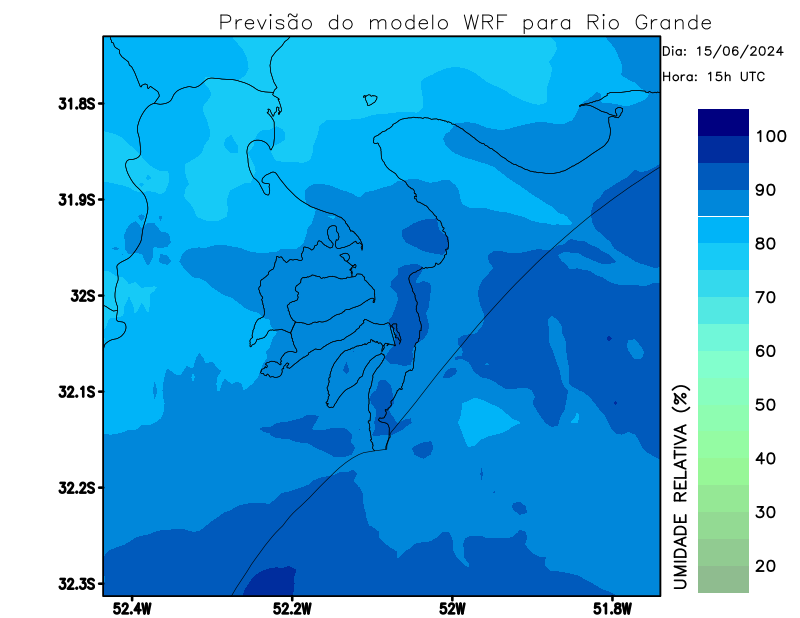 Previsão do modelo WRF para Rio Grande
Dia: 15/06/2024
Hora: 15h UTC
31.8S
31.9S
32S
32.1S
32.2S
32.3S
52.4W
52.2W
52W
51.8W
100
90
80
70
60
50
40
30
20
UMIDADE RELATIVA (%)